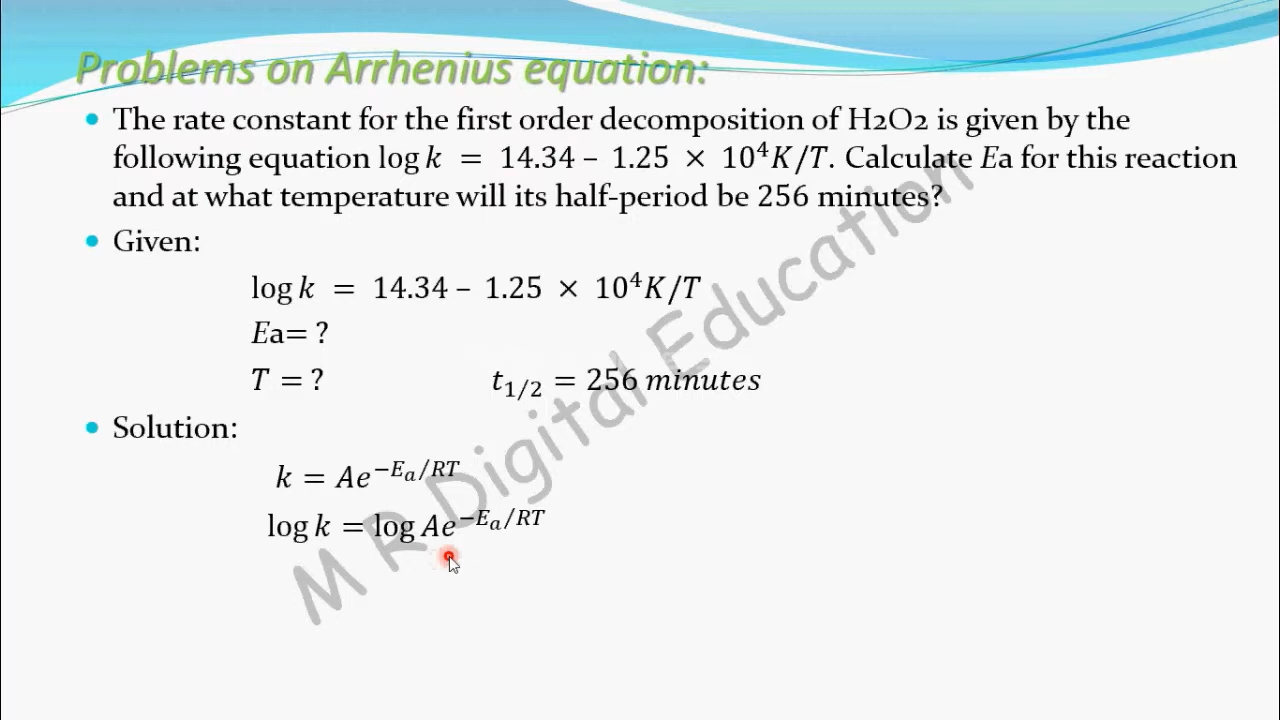 Problems on Arrhenius equation:
• The rate constant for the first order decomposition of H2O2 is given by the
following equation log k = 14.34 – 1.25 × 10⁴K/T. Calculate Ea for this reaction
and at what temperature will its half-period be 256 minutes?
• Given:
log k = 14.34 – 1.25 × 10⁴K/T
Ea= ?
T = ? t₁/₂ = 256 minutes
• Solution:
k = Ae^(−Eₐ/RT)
log k = log Ae^(−Eₐ/RT)
M R Digital Education